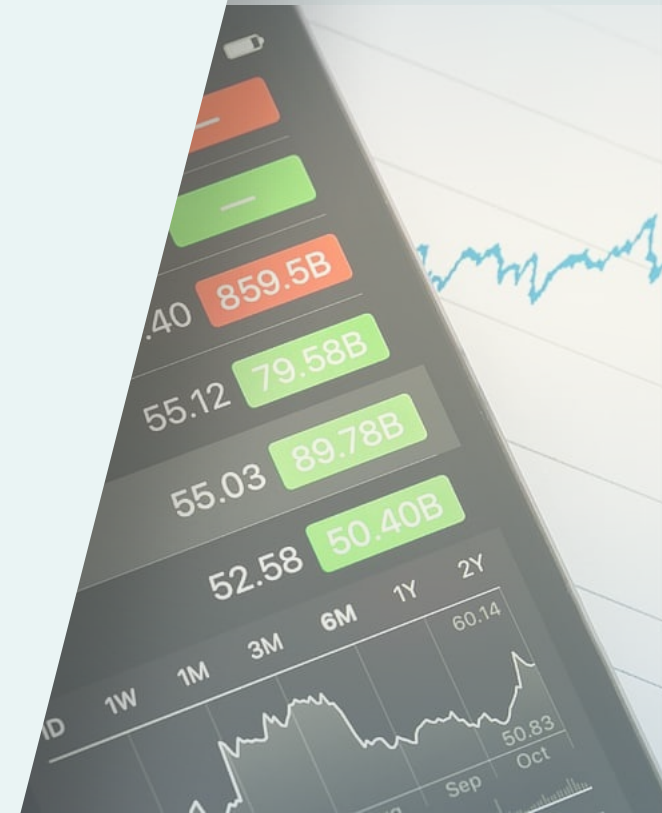 —
—
.40 859.5B
55.12 79.58B
55.03 89.78B
52.58 50.40B
1W 1M 3M 6M 1Y 2Y
60.14
50.83
Sep Oct